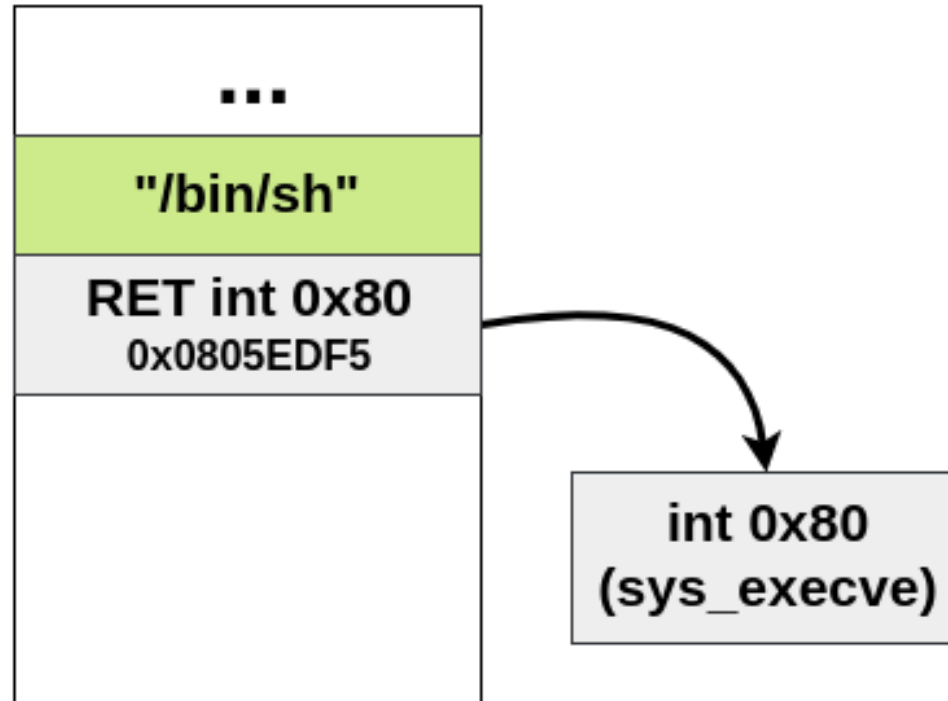 ...
"/bin/sh"
RET int 0x80
0x0805EDF5
int 0x80
(sys_execve)